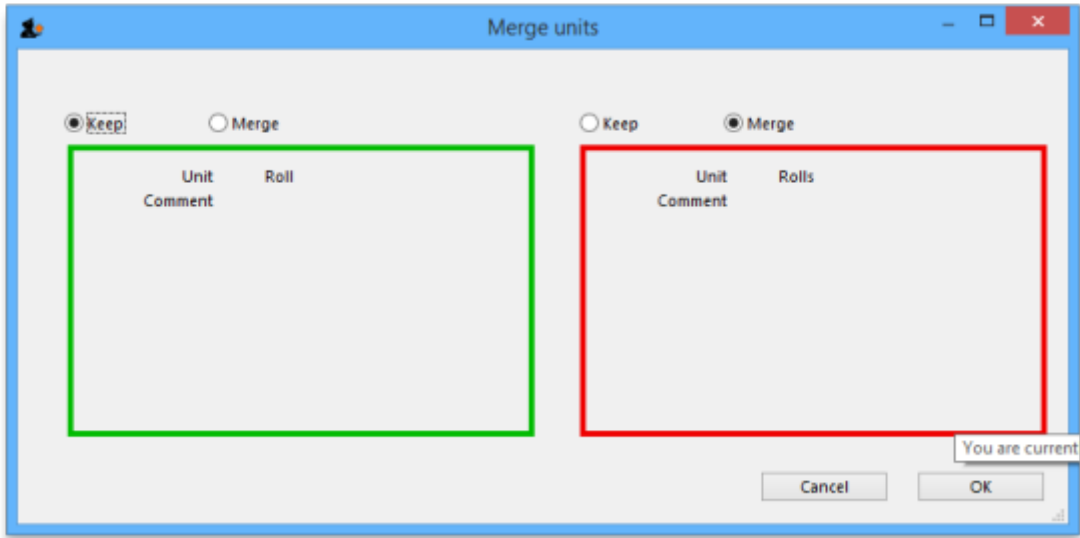 Merge units
Keep Merge Keep Merge
Unit Roll
Comment
Unit Rolls
Comment
You are current
Cancel OK